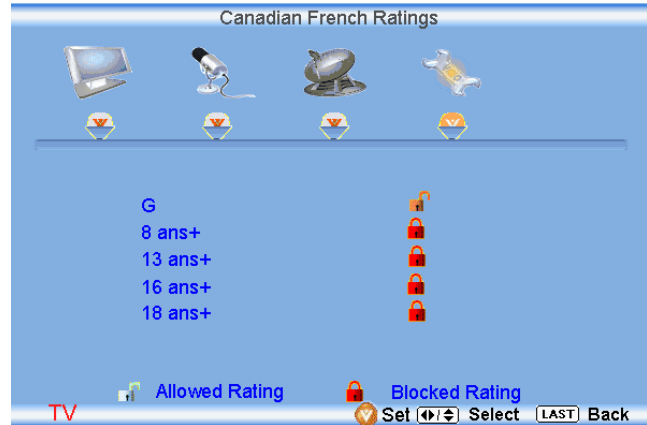 Canadian French Ratings
G
8 ans+
13 ans+
16 ans+
18 ans+
Allowed Rating Blocked Rating
TV Set Select LAST Back